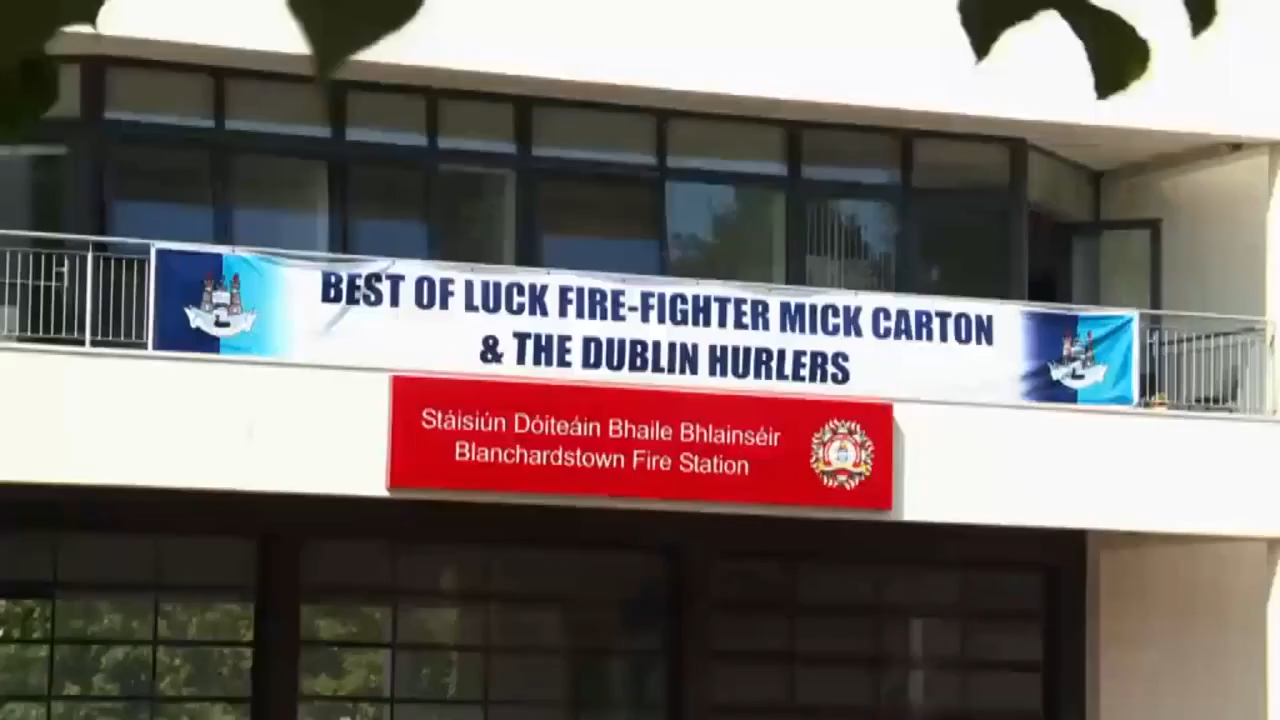 BEST OF LUCK FIRE-FIGHTER MICK CARTON
& THE DUBLIN HURLERS
Stáisiún Dóiteáin Bhaile Bhlainséir
Blanchardstown Fire Station